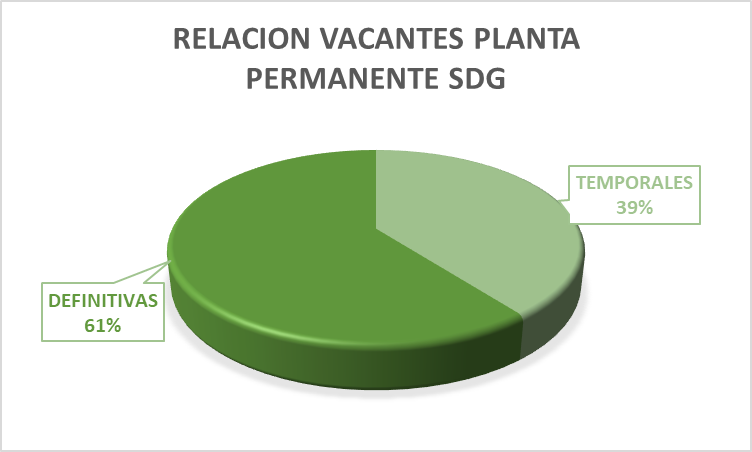 RELACION VACANTES PLANTA
PERMANENTE SDG
TEMPORALES
39%
DEFINITIVAS
61%